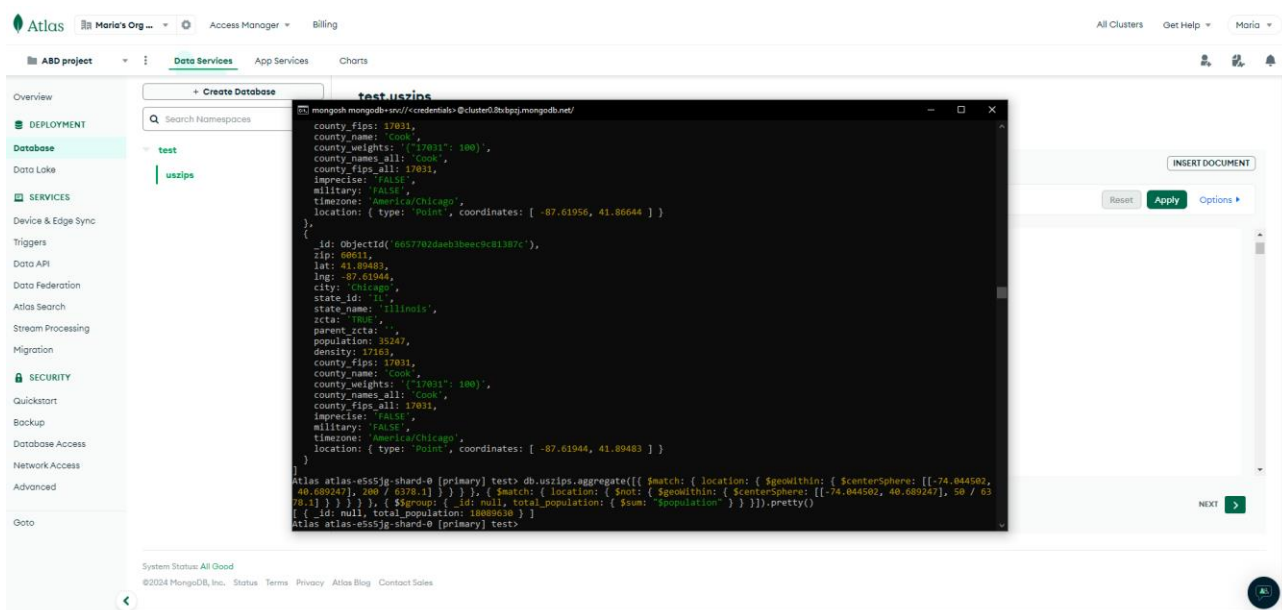 Atlas
Maria's Org ...
Access Manager
Billing
All Clusters
Get Help
Maria
ABD project
Data Services
App Services
Charts
Overview
DEPLOYMENT
Database
Data Lake
SERVICES
Device & Edge Sync
Triggers
Data API
Data Federation
Atlas Search
Stream Processing
Migration
SECURITY
Quickstart
Backup
Database Access
Network Access
Advanced
Goto
+ Create Database
Search Namespaces
test
uszips
test.uszips
INSERT DOCUMENT
Reset
Apply
Options
mongosh mongodb+srv://<credentials>@cluster0.8txbpzj.mongodb.net/
county_fips: 17031,
county_name: 'Cook',
county_weights: '{"17031": 100}',
county_names_all: 'Cook',
county_fips_all: 17031,
imprecise: 'FALSE',
military: 'FALSE',
timezone: 'America/Chicago',
location: { type: 'Point', coordinates: [ -87.61956, 41.86644 ] }
},
{
_id: ObjectId('6657702daeb3beec9c81387c'),
zip: 60611,
lat: 41.89483,
lng: -87.61944,
city: 'Chicago',
state_id: 'IL',
state_name: 'Illinois',
zcta: 'TRUE',
parent_zcta: '',
population: 35247,
density: 17163,
county_fips: 17031,
county_name: 'Cook',
county_weights: '{"17031": 100}',
county_names_all: 'Cook',
county_fips_all: 17031,
imprecise: 'FALSE',
military: 'FALSE',
timezone: 'America/Chicago',
location: { type: 'Point', coordinates: [ -87.61944, 41.89483 ] }
}
]
Atlas atlas-e5s5jg-shard-0 [primary] test> db.uszips.aggregate([{ $match: { location: { $geoWithin: { $centerSphere: [[-74.044502,
40.689247], 200 / 6378.1] } } } }, { $match: { location: { $not: { $geoWithin: { $centerSphere: [[-74.044502, 40.689247], 50 / 63
78.1] } } } } }, { $$group: { _id: null, total_population: { $sum: "$population" } } }]).pretty()
[ { _id: null, total_population: 18089630 } ]
Atlas atlas-e5s5jg-shard-0 [primary] test>
NEXT
System Status: All Good
©2024 MongoDB, Inc.
Status
Terms
Privacy
Atlas Blog
Contact Sales